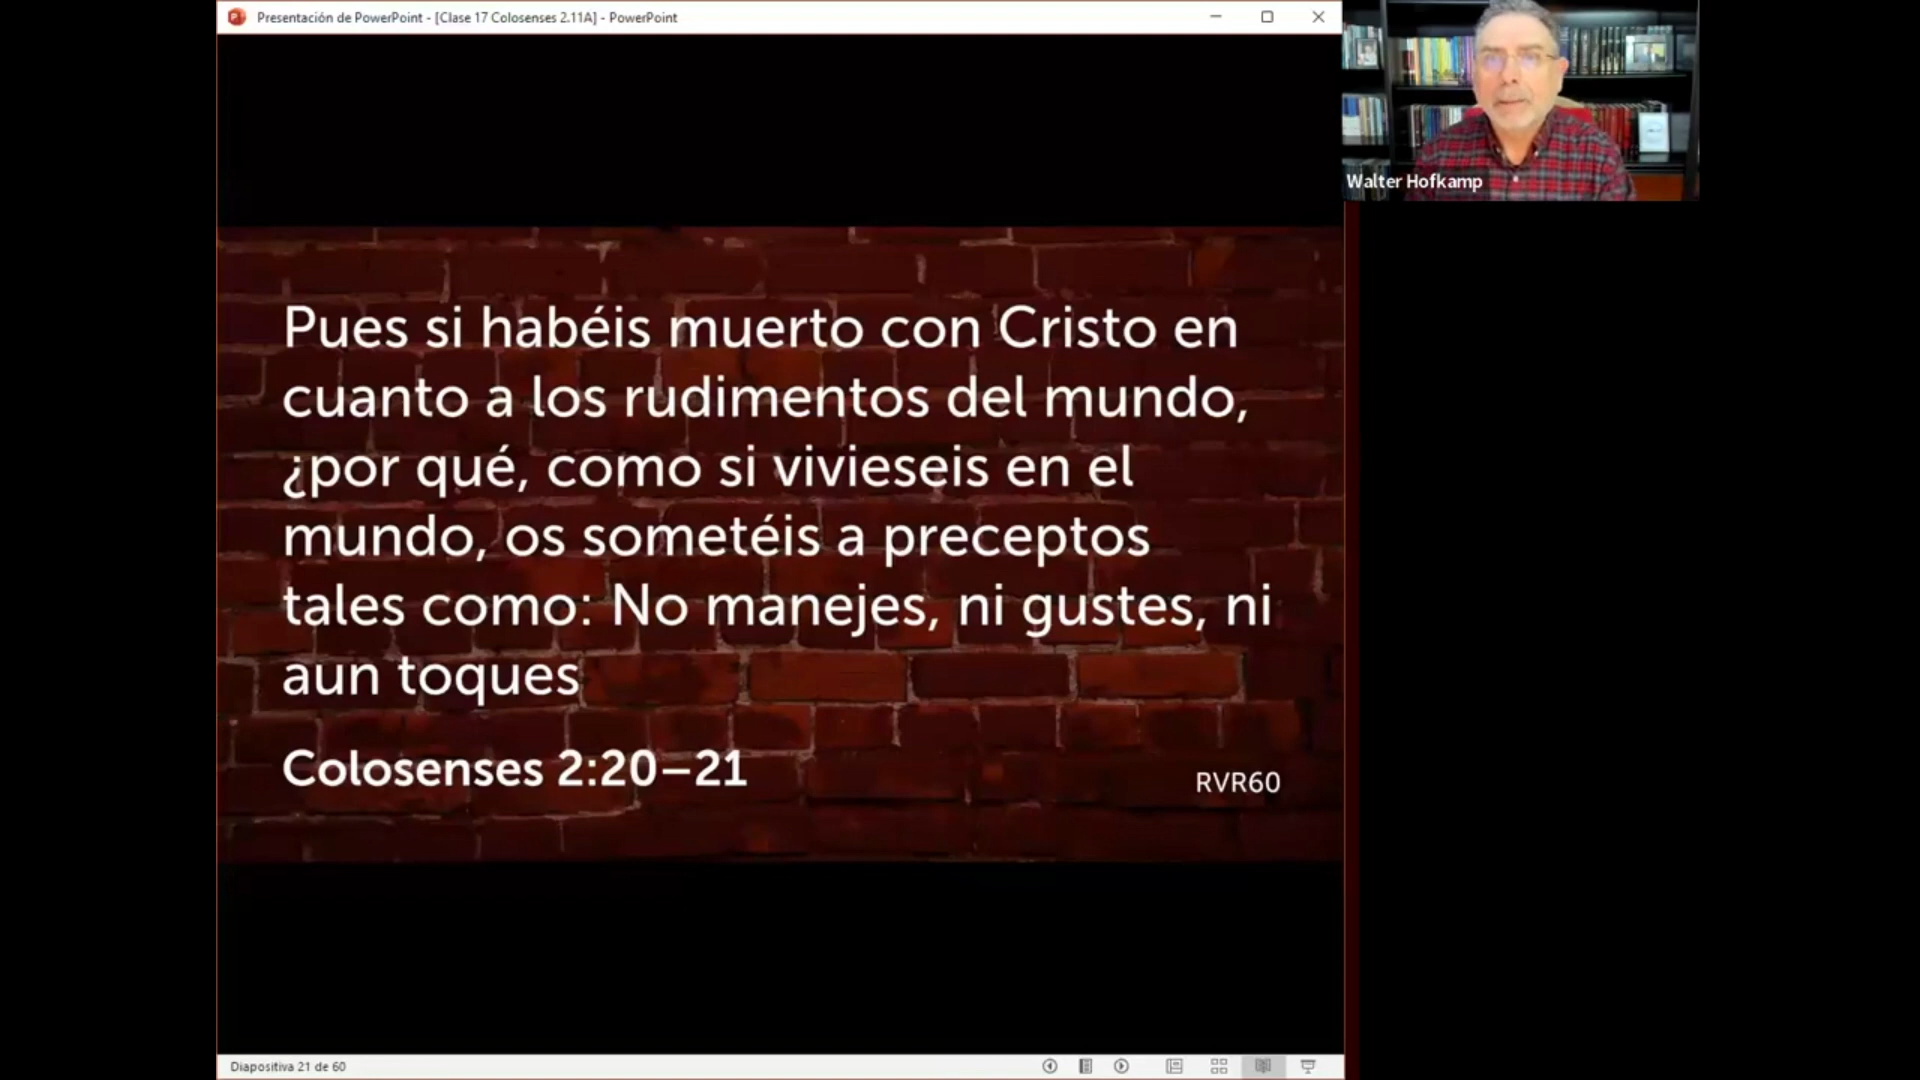 Presentación de PowerPoint - [Clase 17 Colosenses 2.11A] - PowerPoint
Walter Hofkamp
Pues si habéis muerto con Cristo en
cuanto a los rudimentos del mundo,
¿por qué, como si vivieseis en el
mundo, os sometéis a preceptos
tales como: No manejes, ni gustes, ni
aun toques
Colosenses 2:20–21
RVR60
Diapositiva 21 de 60